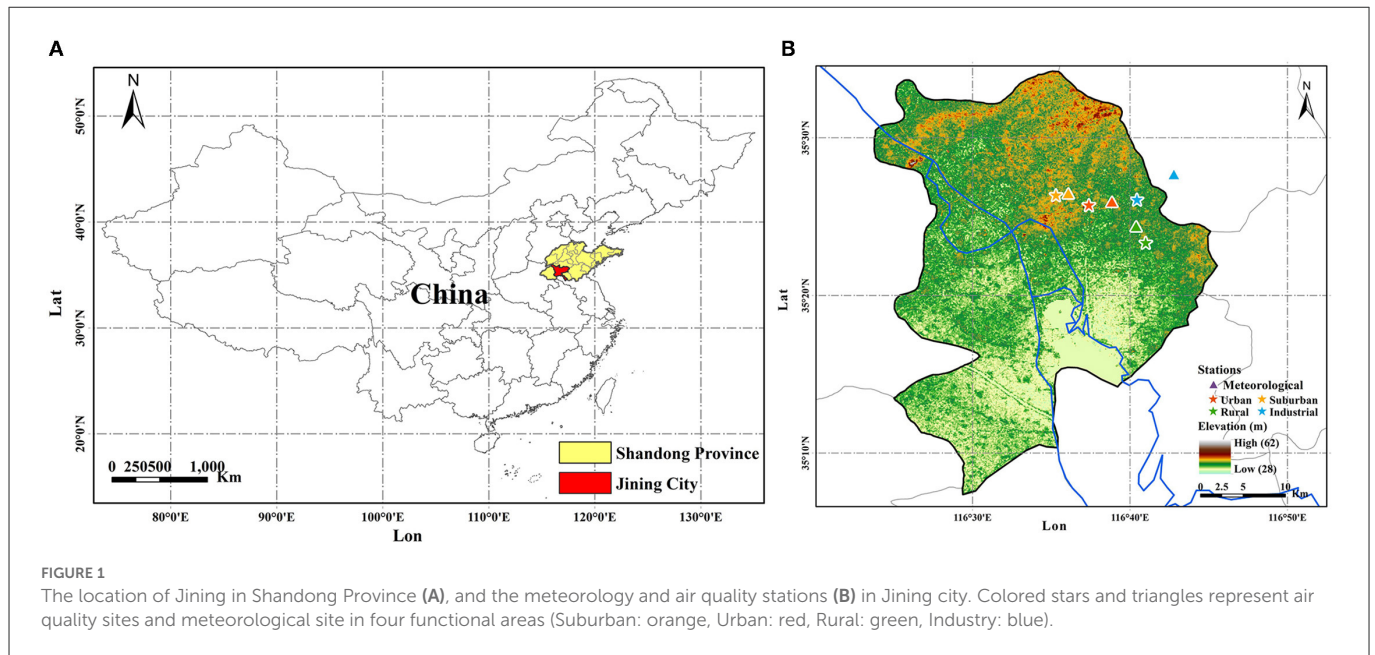 A
N
50°0'N
40°0'N
30°0'N
20°0'N
Lat
China
Shandong Province
Jining City
0 250500 1,000
Km
80°0'E 90°0'E 100°0'E 110°0'E 120°0'E 130°0'E
Lon
B
N
35°30'N
35°20'N
35°10'N
Lat
Stations
Meteorological
Urban Suburban
Rural Industrial
Elevation (m)
High (62)
Low (28)
0 2.5 5 10
Km
116°30'E 116°40'E 116°50'E
Lon
FIGURE 1
The location of Jining in Shandong Province (A), and the meteorology and air quality stations (B) in Jining city. Colored stars and triangles represent air
quality sites and meteorological site in four functional areas (Suburban: orange, Urban: red, Rural: green, Industry: blue).